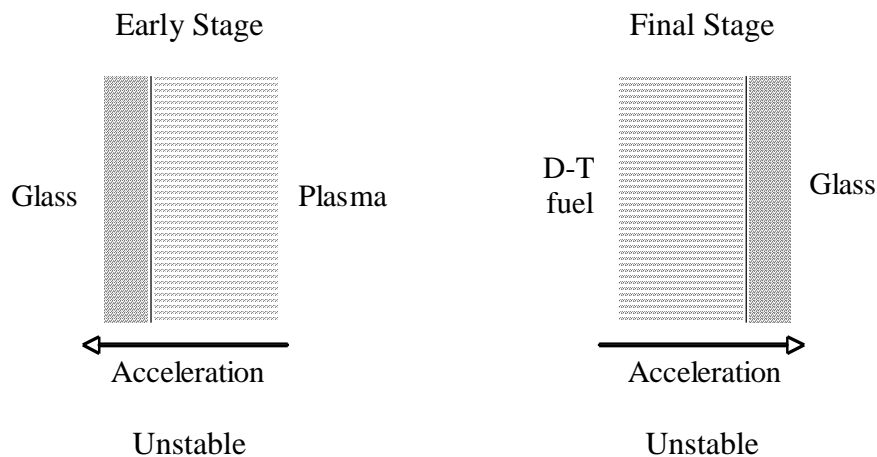 Early Stage
Final Stage
Glass
Plasma
D-T
fuel
Glass
Acceleration
Acceleration
Unstable
Unstable